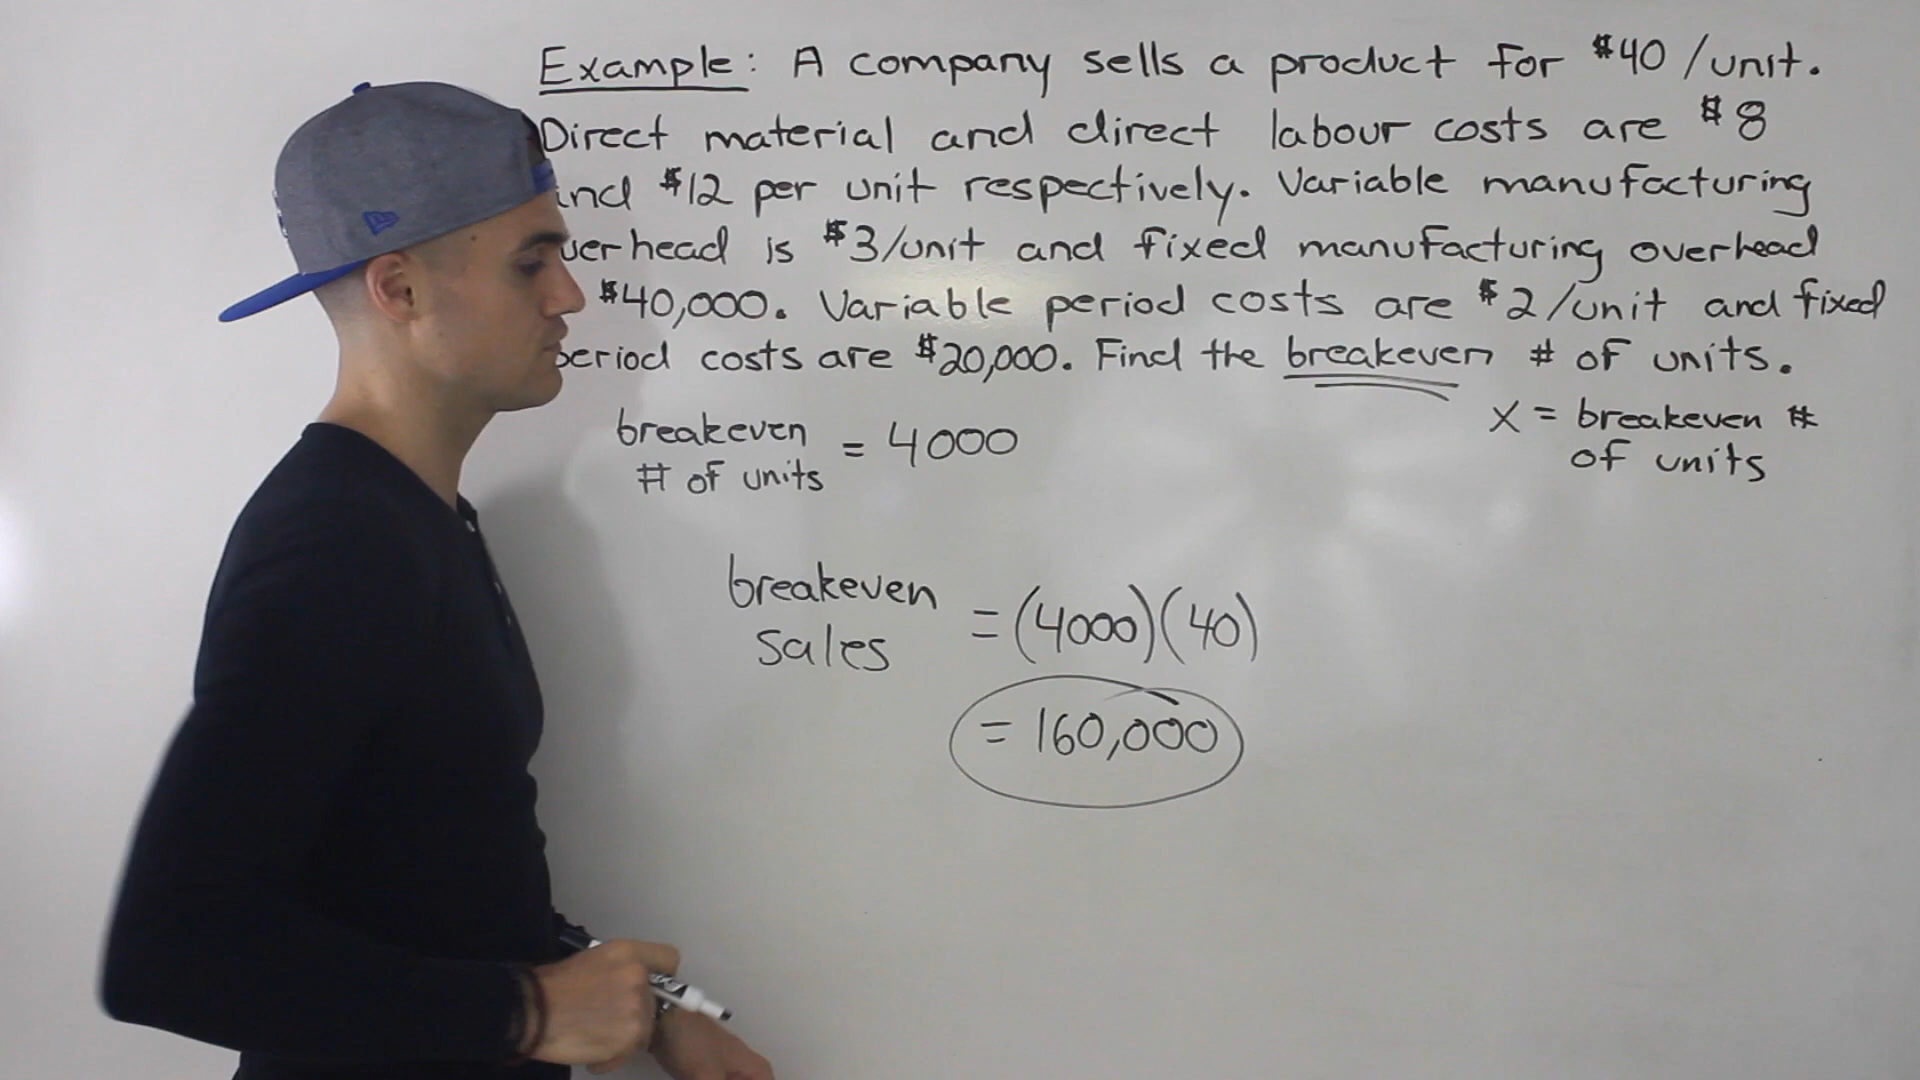 Example: A company sells a product for $40/unit.
Direct material and direct labour costs are $8
and $12 per unit respectively. Variable manufacturing
verhead is $3/unit and fixed manufacturing overhead
$40,000. Variable period costs are $2/unit and fixed
period costs are $20,000. Find the breakeven # of units.
x = breakeven #
of units
breakeven
# of units = 4000
breakeven
sales = (4000)(40)
= 160,000